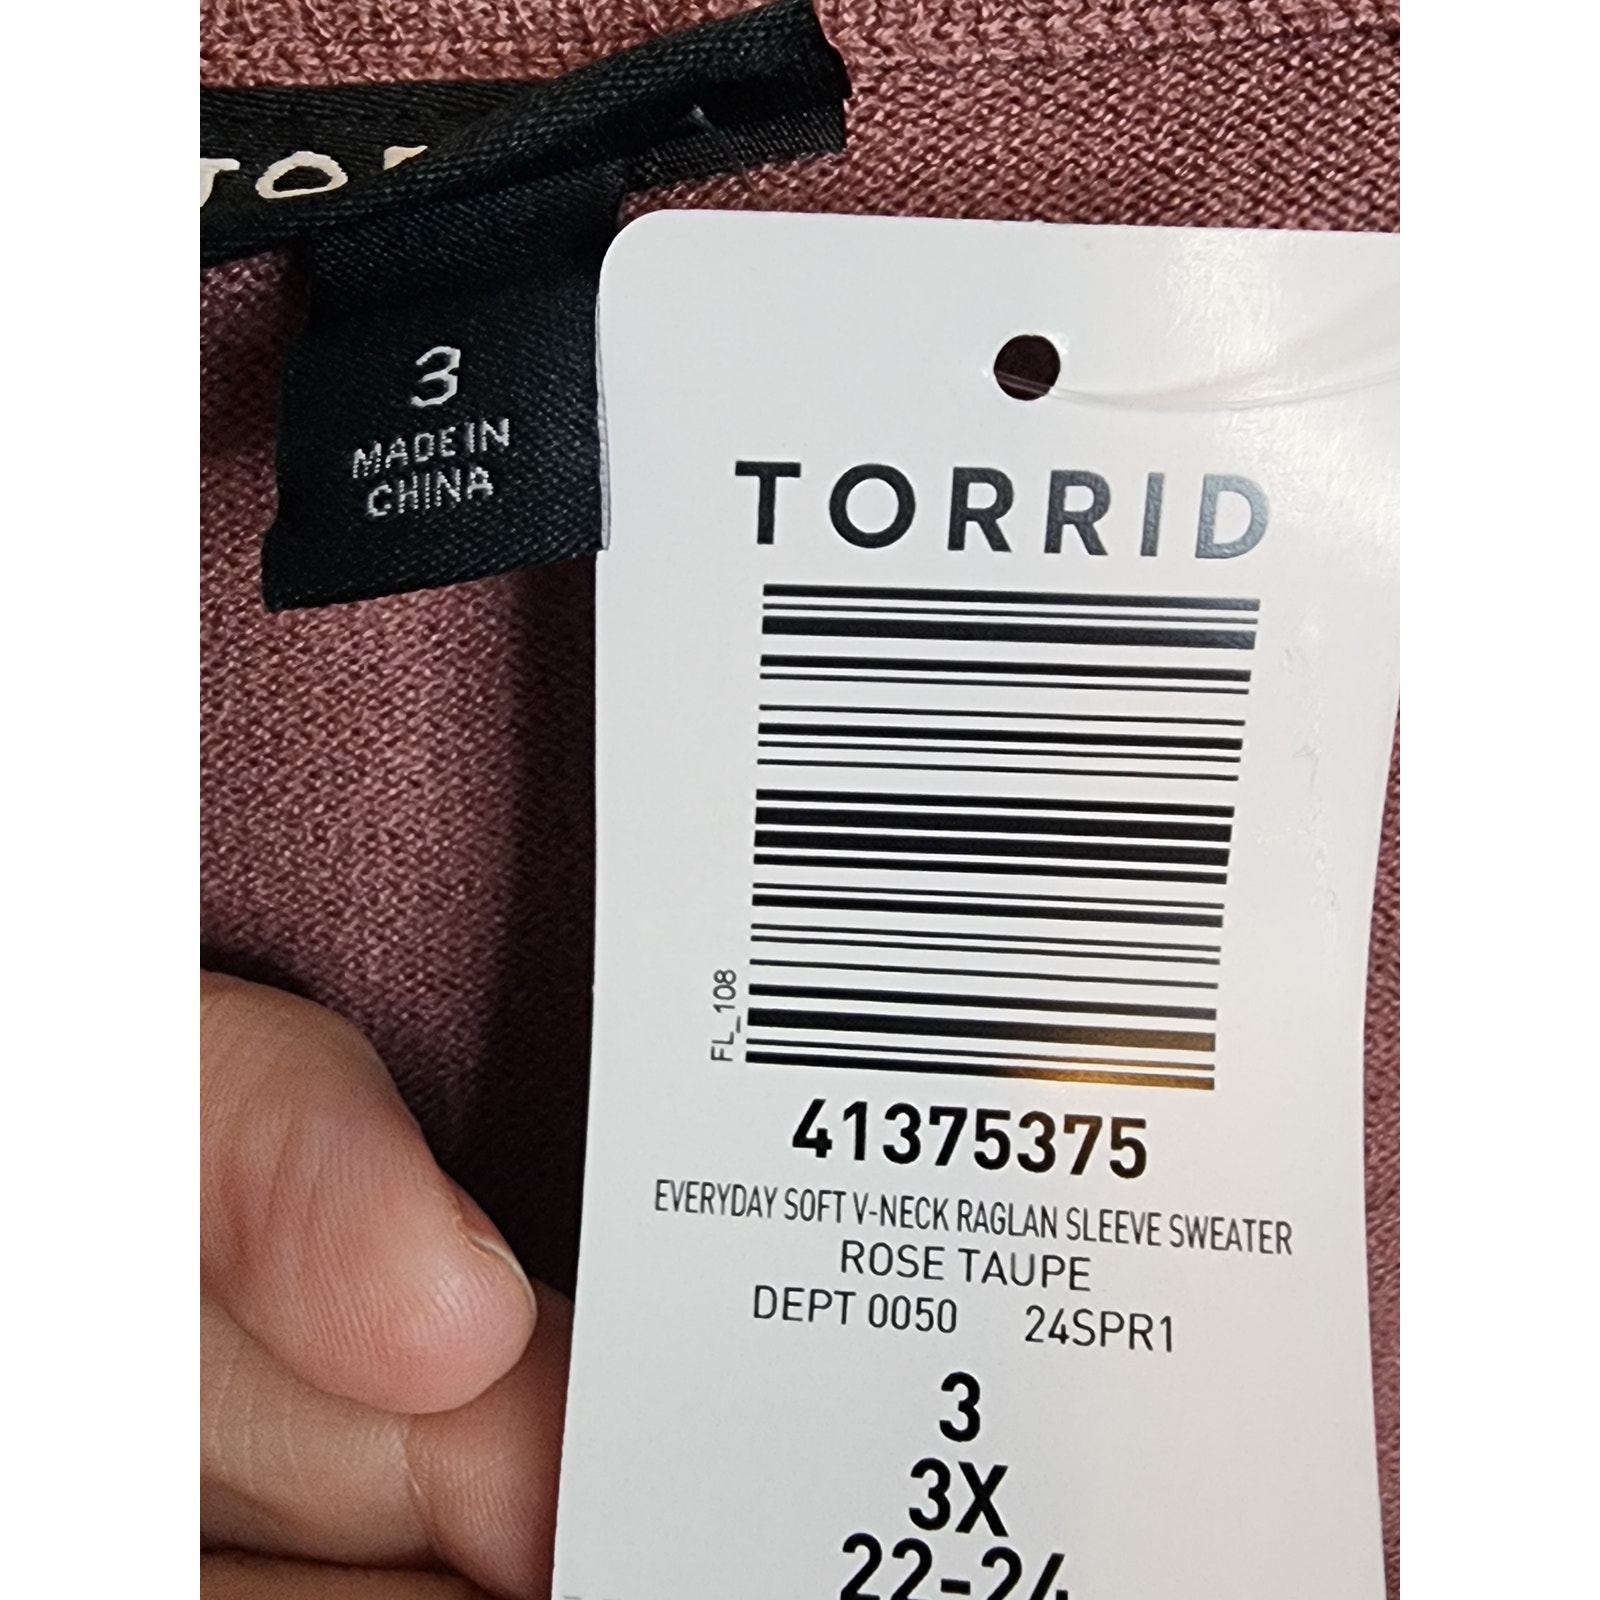 3
MADE IN
CHINA
TORRID
FL_108
41375375
EVERYDAY SOFT V-NECK RAGLAN SLEEVE SWEATER
ROSE TAUPE
DEPT 0050 24SPR1
3
3X
22-24